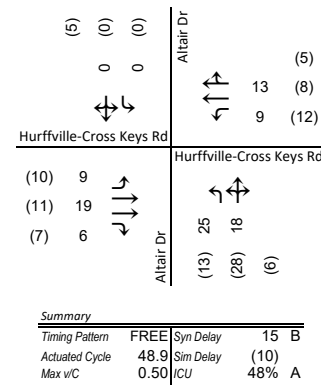 (5) (0) (0)
0 0
Altair Dr
(5)
13 (8)
9 (12)
Hurffville-Cross Keys Rd
Hurffville-Cross Keys Rd
(10) 9
(11) 19
(7) 6
Altair Dr
25 18
(13) (28) (6)
Summary
Timing Pattern FREE Syn Delay 15 B
Actuated Cycle 48.9 Sim Delay (10)
Max v/C 0.50 ICU 48% A